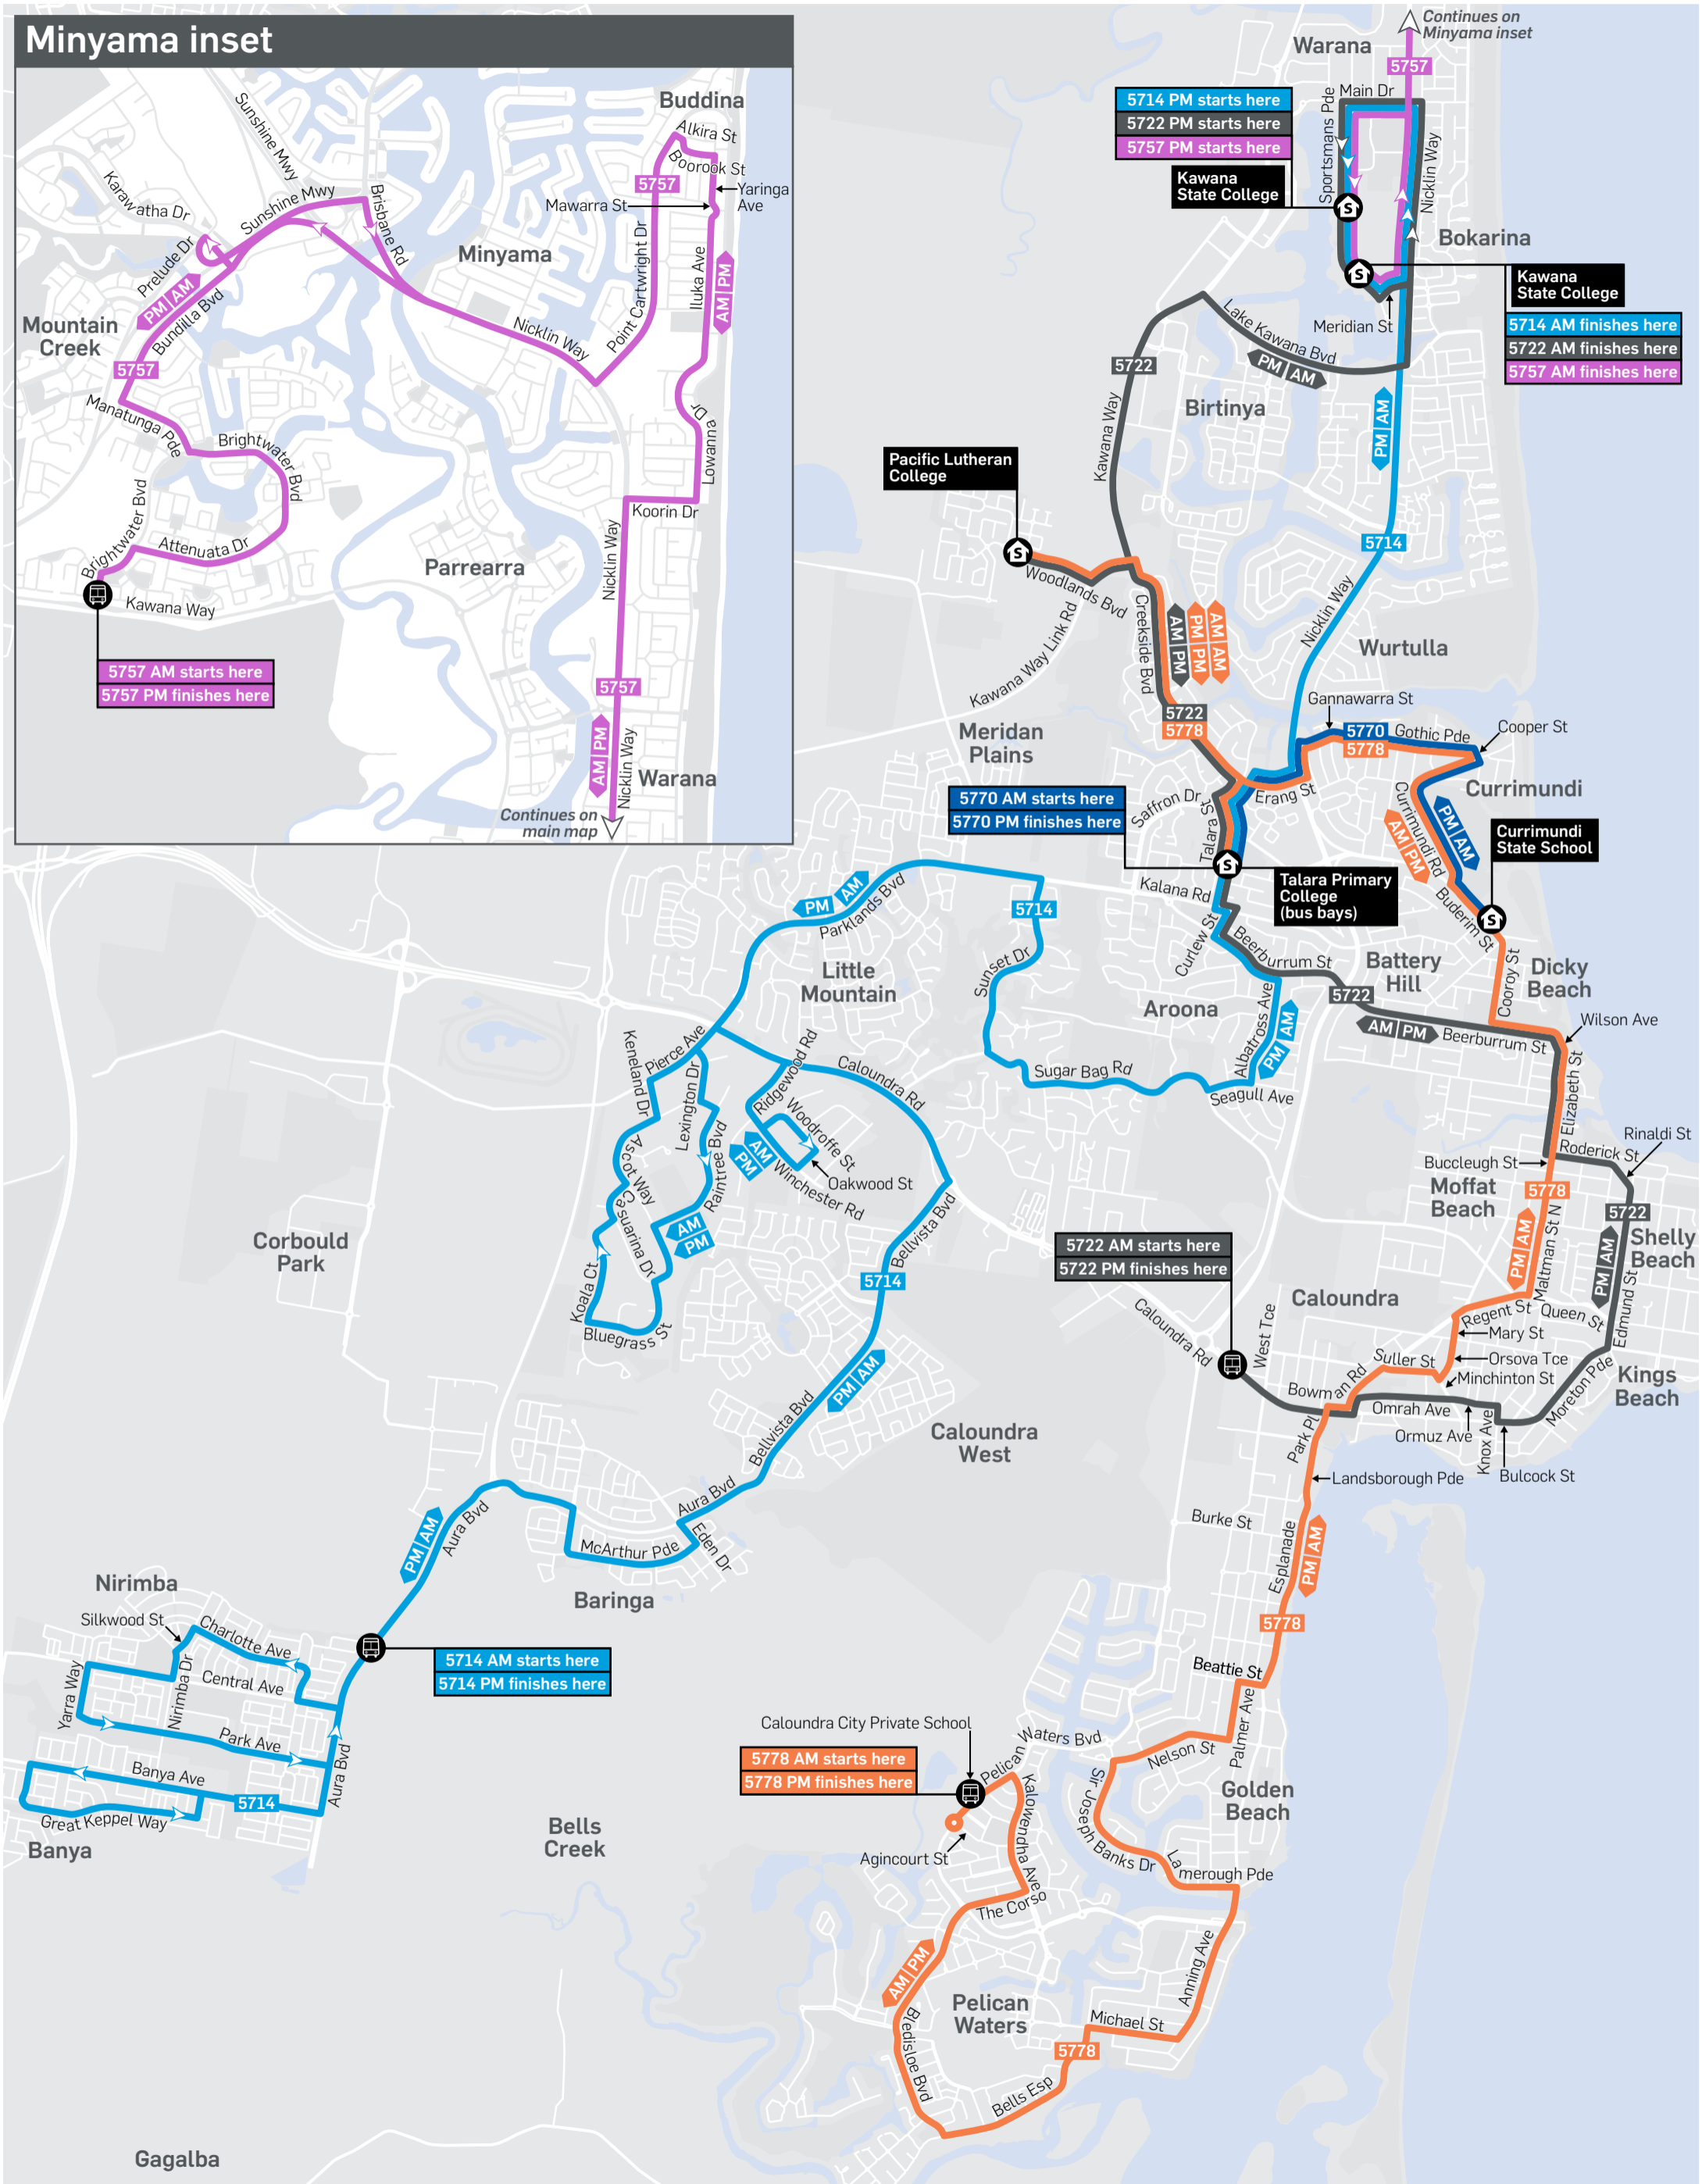 Minyama inset
Buddina
Alkira St
Boorook St
Yaringa
Ave
5757
Mawarra St
Sunshine Mwy
Karawatha Dr
Sunshine Mwy
Brisbane Rd
Prelude Dr
PM AM
Bundilla Bvd
Mountain
Creek
5757
Minyama
Point Cartwright Dr
Illuka Ave
AM PM
Nicklin Way
Lowanna Dr
Manatunga Pde
Brightwater Bvd
Brightwater Bvd
Attenuata Dr
Koorin Dr
Nicklin Way
Parrearra
Kawana Way
5757 AM starts here
5757 PM finishes here
5757
AM PM
Nicklin Way
Warana
Continues on
main map
Continues on
Minyama inset
Warana
5757
Main Dr
5714 PM starts here
5722 PM starts here
5757 PM starts here
Kawana
State College
Sportsmans Pde
Nicklin Way
Bokarina
Kawana
State College
5714 AM finishes here
5722 AM finishes here
5757 AM finishes here
Meridian St
Lake Kawana Bvd
PM AM
5722
Kawana Way
Birtinya
PM AM
5714
Pacific Lutheran
College
Woodlands Bvd
Kawana Way Link Rd
Creekside Bvd
AM PM
PM PM
AM AM
Nicklin Way
Wurtulla
5722
5778
Meridan
Plains
Gannawarra St
5770
5778
Gothic Pde
Cooper St
Currimundi
Erang St
Saffron Dr
Talara St
5770 AM starts here
5770 PM finishes here
Currimundi Rd
PM AM
AM PM
Currimundi
State School
Buderim St
Talara Primary
College
(bus bays)
Kalana Rd
Curlew St
Beerburrum St
Battery
Hill
Dicky
Beach
Cooroy St
5722
AM PM
Beerburrum St
Wilson Ave
Aroona
Albatross Ave
PM AM
Seagull Ave
Sugar Bag Rd
Sunset Dr
5714
PM AM
Parklands Bvd
Little
Mountain
Pierce Ave
Keneland Dr
Lexington Dr
Ridgewood Rd
Caloundra Rd
Woodroffe St
Oakwood St
AM
PM
Winchester Rd
Ascot Way
Raintree Bvd
Casuarina Dr
AM
PM
Koala Ct
Bluegrass St
Corbould
Park
Bellvista Bvd
5714
PM AM
Bellvista Bvd
Caloundra
West
Elizabeth St
Roderick St
Rinaldi St
Buccleugh St
Moffat
Beach
5778
5722
Shelly
Beach
PM AM
Maltman St N
PM AM
Edmund St
Regent St
Queen St
Mary St
Orsova Tce
Minchinton St
Suller St
Kings
Beach
Moreton Pde
Caloundra
5722 AM starts here
5722 PM finishes here
Caloundra Rd
West Tce
Bowman Rd
Omrah Ave
Ormuz Ave
Knox Ave
Bulcock St
Park Pl
Landsborough Pde
Burke St
Esplanade
PM AM
5778
Aura Bvd
Eden Dr
McArthur Pde
Baringa
Aura Bvd
PM AM
Nirimba
Silkwood St
Charlotte Ave
Central Ave
Yarra Way
Nirimba Dr
Park Ave
Banya Ave
5714
Great Keppel Way
Banya
Aura Bvd
5714 AM starts here
5714 PM finishes here
Bells
Creek
Beattie St
Palmer Ave
Nelson St
Golden
Beach
Caloundra City Private School
5778 AM starts here
5778 PM finishes here
Pelican Waters Bvd
Kalowendha Ave
Agincourt St
Sir Joseph Banks Dr
Lamerough Pde
The Corso
AM PM
Anning Ave
Pelican
Waters
Michael St
5778
Bledisloe Bvd
Bells Esp
Gagalba